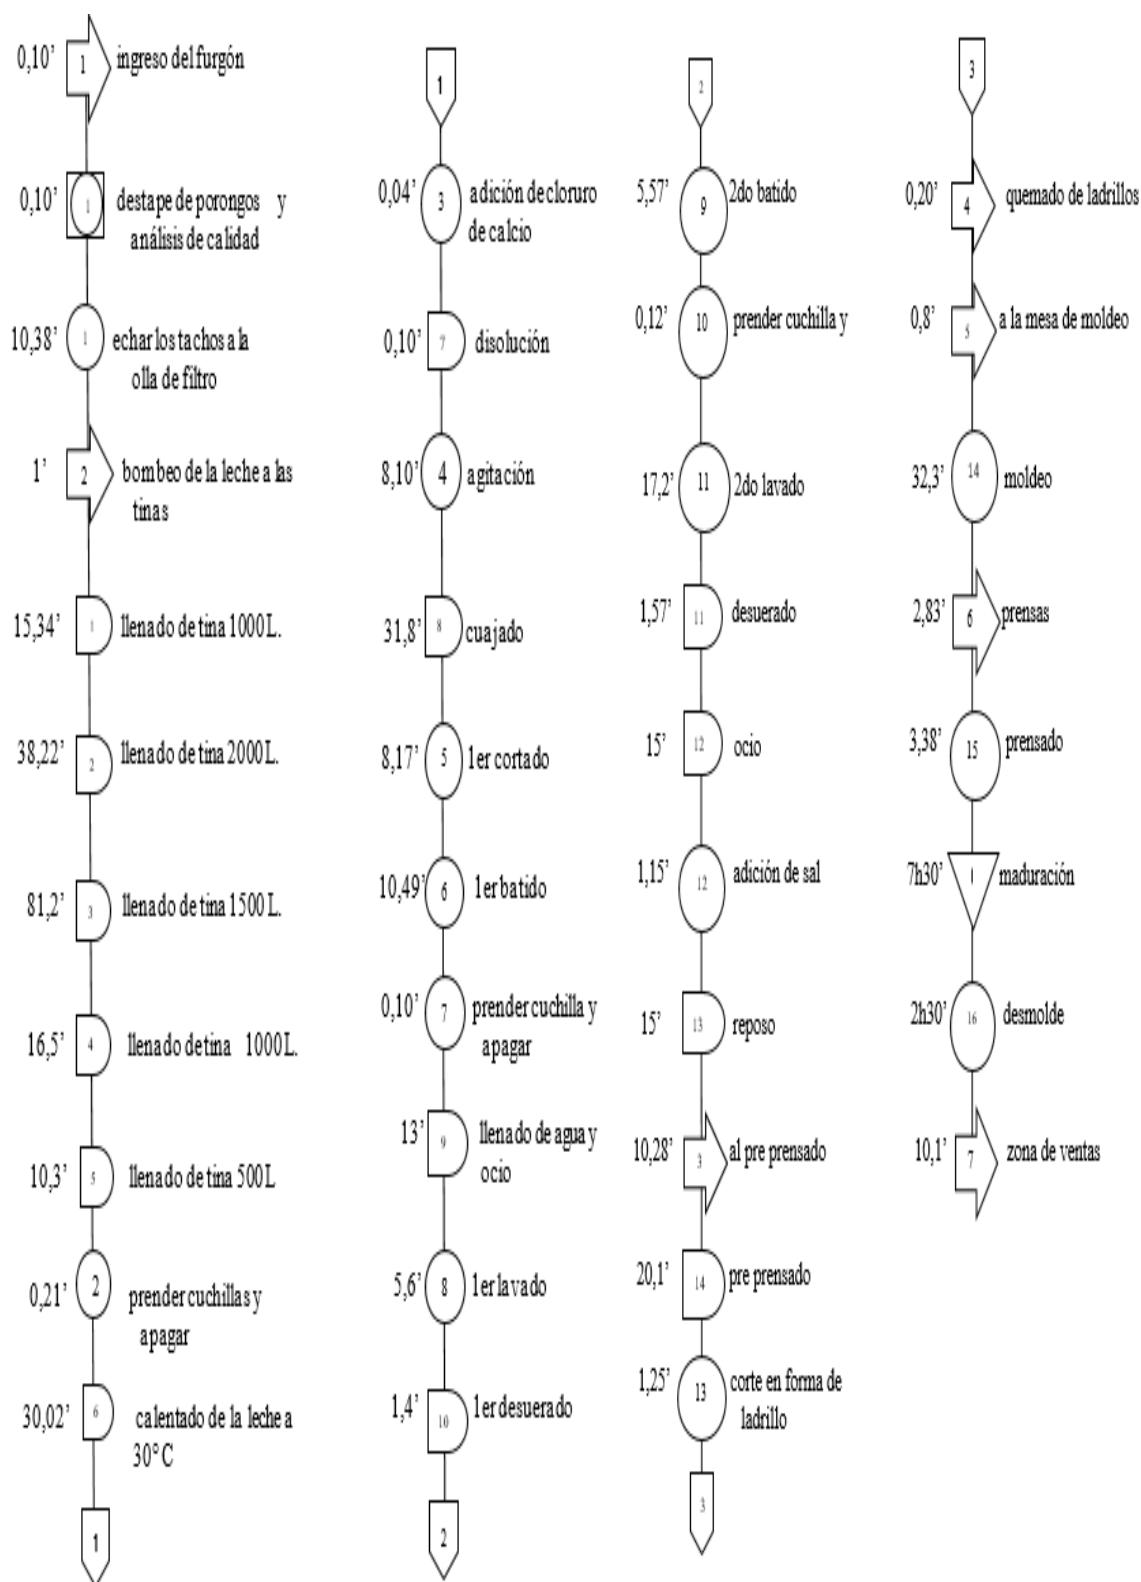 0,10’
1
ingreso del furgón
0,10’
1
destape de porongos y
análisis de calidad
10,38’
1
echar los tachos a la
olla de filtro
1’
2
bombeo de la leche a las
tinas
15,34’
1
llenado de tina 1000 L.
38,22’
2
llenado de tina 2000 L.
81,2’
3
llenado de tina 1500 L.
16,5’
4
llenado de tina 1000 L.
10,3’
5
llenado de tina 500 L
0,21’
2
prender cuchillas y
apagar
30,02’
6
calentado de la leche a
30° C
1
1
0,04’
3
adición de cloruro
de calcio
0,10’
7
disolución
8,10’
4
agitación
31,8’
8
cuajado
8,17’
5
1er cortado
10,49’
6
1er batido
0,10’
7
prender cuchilla y
apagar
13’
9
llenado de agua y
ocio
5,6’
8
1er lavado
1,4’
10
1er desuerado
2
2
5,57’
9
2do batido
0,12’
10
prender cuchilla y
17,2’
11
2do lavado
1,57’
11
desuerado
15’
12
ocio
1,15’
12
adición de sal
15’
13
reposo
10,28’
3
al pre prensado
20,1’
14
pre prensado
1,25’
13
corte en forma de
ladrillo
3
3
0,20’
4
quemado de ladrillos
0,8’
5
a la mesa de moldeo
32,3’
14
moldeo
2,83’
6
prensas
3,38’
15
prensado
7h30’
1
maduración
2h30’
16
desmolde
10,1’
7
zona de ventas